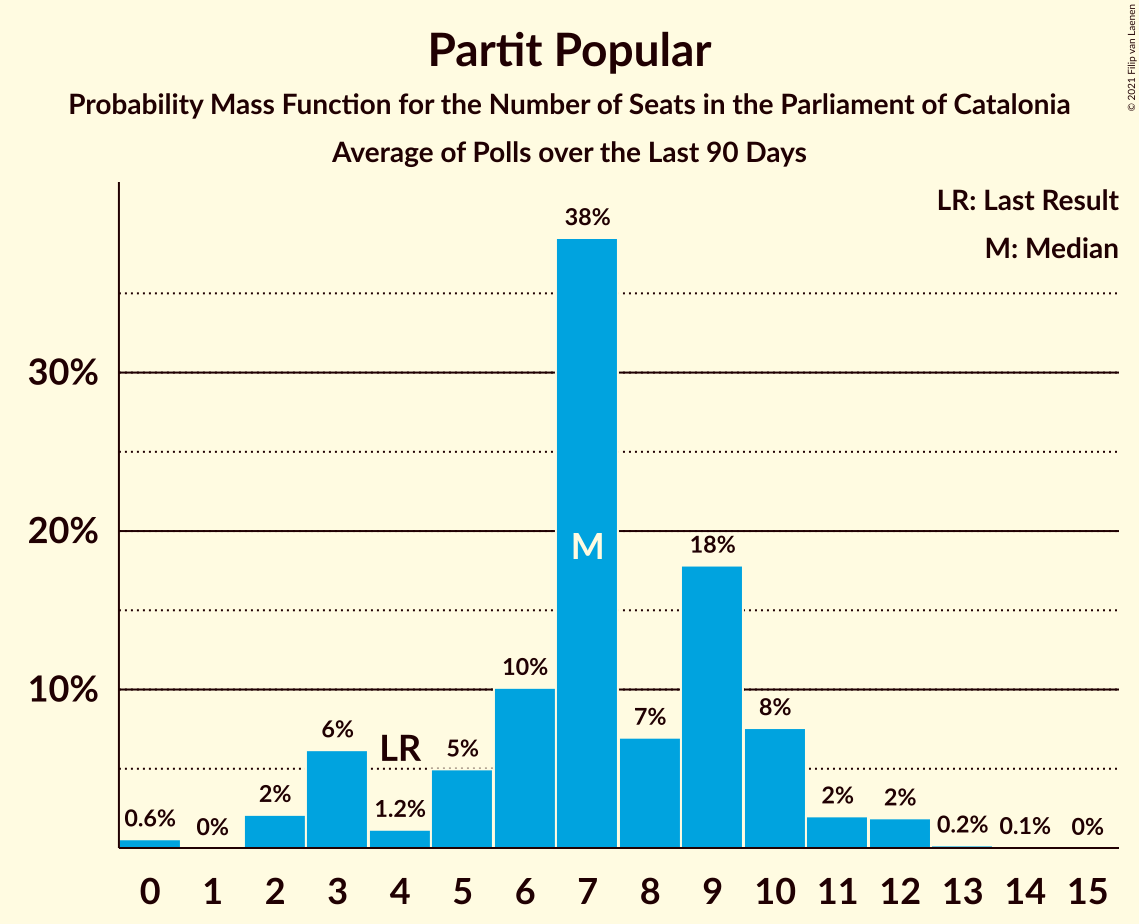 Partit Popular
Probability Mass Function for the Number of Seats in the Parliament of Catalonia
Average of Polls over the Last 90 Days
© 2021 Filip van Laenen
LR: Last Result
M: Median
38%
30%
20%
M
18%
10%
10%
8%
7%
6%
LR
5%
2%
2%
2%
1.2%
0.6%
0%
0.2%
0.1%
0%
0 1 2 3 4 5 6 7 8 9 10 11 12 13 14 15